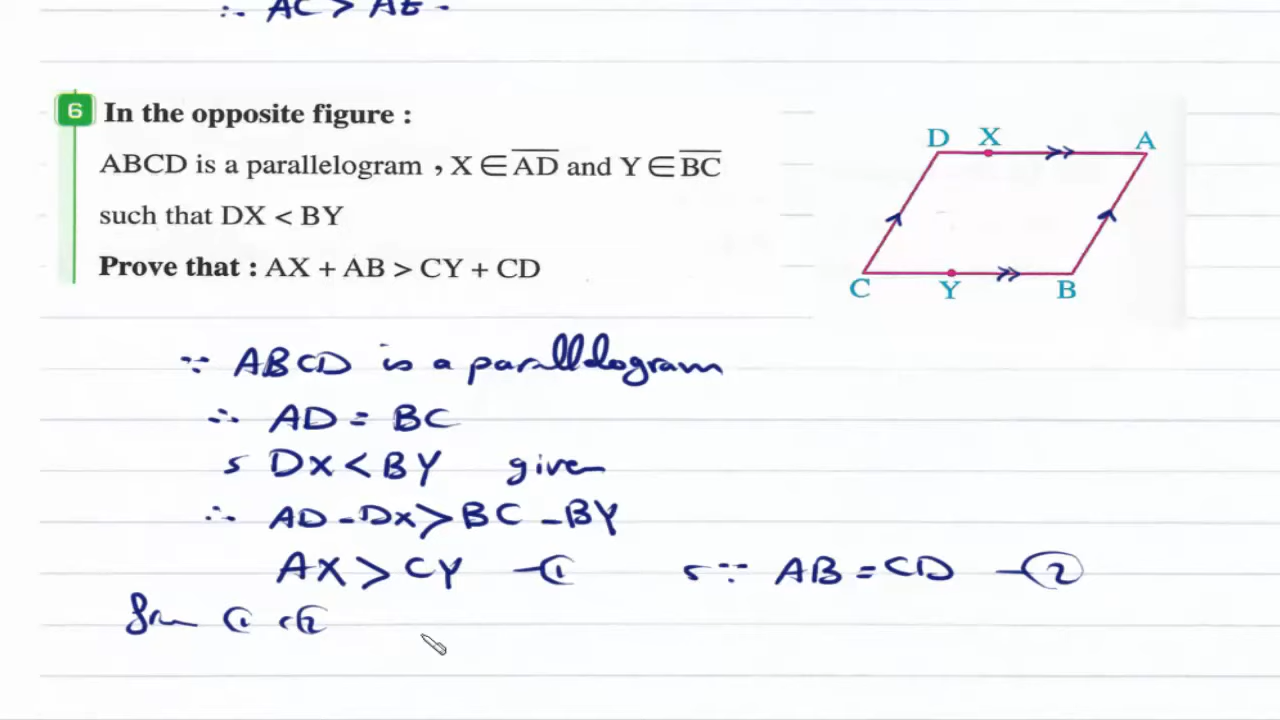 ∴ AC > AE .
6 In the opposite figure :
ABCD is a parallelogram , X ∈ AD and Y ∈ BC
such that DX < BY
Prove that : AX + AB > CY + CD
D X A
C Y B
∵ ABCD is a parallelogram
∴ AD = BC
, DX < BY given
∴ AD - DX > BC - BY
AX > CY - ① , ∵ AB = CD - ②
from ① , ②